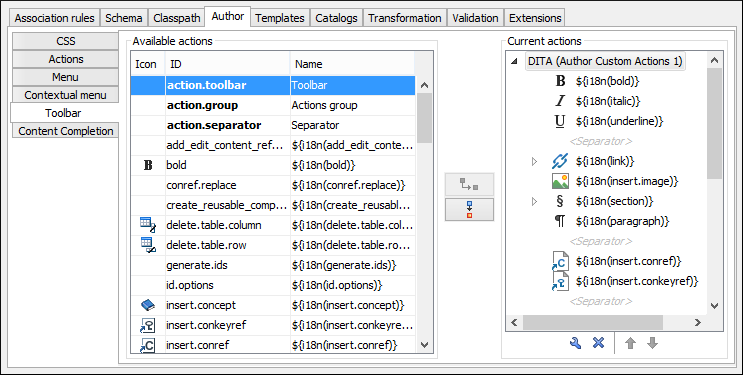 Association rules Schema Classpath Author Templates Catalogs Transformation Validation Extensions
CSS
Actions
Menu
Contextual menu
Toolbar
Content Completion
Available actions
Icon ID Name
action.toolbar Toolbar
action.group Actions group
action.separator Separator
add_edit_content_ref... ${i18n(add_edit_conte...
B bold ${i18n(bold)}
conref.replace ${i18n(conref.replace)}
create_reusable_comp... ${i18n(create_reusabl...
delete.table.column ${i18n(delete.table.col...
delete.table.row ${i18n(delete.table.ro...
generate.ids ${i18n(generate.ids)}
id.options ${i18n(id.options)}
insert.concept ${i18n(insert.concept)}
insert.conkeyref ${i18n(insert.conkeyre...
insert.conref ${i18n(insert.conref)}
Current actions
DITA (Author Custom Actions 1)
B ${i18n(bold)}
I ${i18n(italic)}
U ${i18n(underline)}
<Separator>
${i18n(link)}
${i18n(insert.image)}
§ ${i18n(section)}
¶ ${i18n(paragraph)}
<Separator>
${i18n(insert.conref)}
${i18n(insert.conkeyref)}
<Separator>